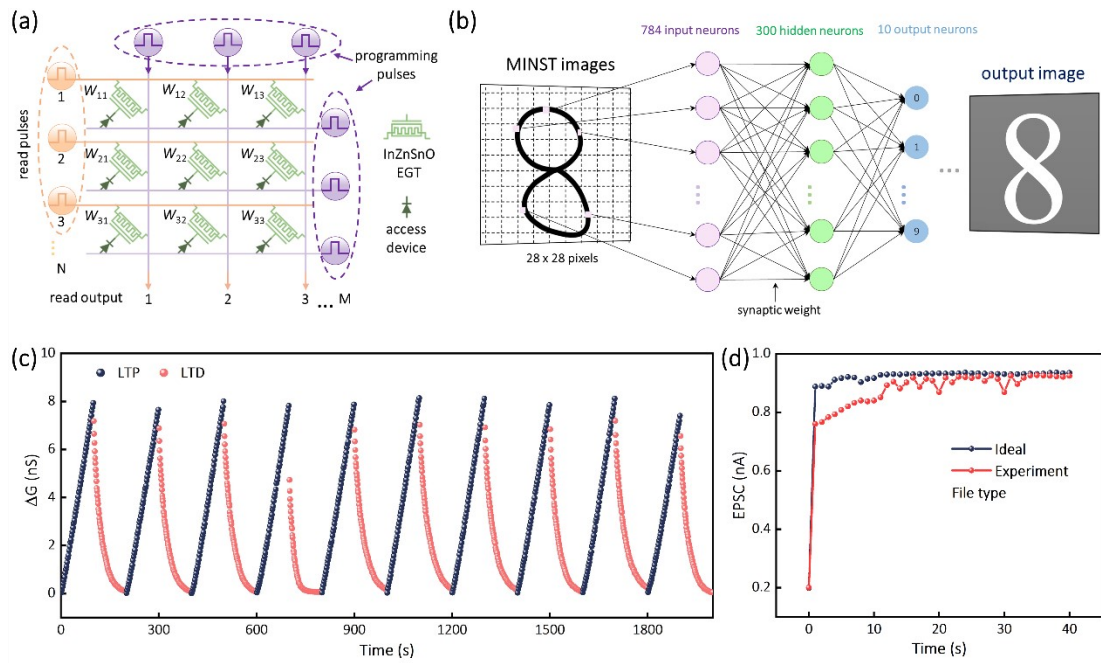 (a)
programming
pulses
read pulses
1
W11
W12
W13
2
W21
W22
W23
3
W31
W32
W33
N
InZnSnO
EGT
access
device
read output
1
2
3
... M
(b)
784 input neurons
300 hidden neurons
10 output neurons
MINST images
output image
0
1
9
8
28 x 28 pixels
synaptic weight
(c)
LTP
LTD
ΔG (nS)
10
8
6
4
2
0
0
300
600
900
1200
1500
1800
Time (s)
(d)
EPSC (nA)
1.0
0.8
0.6
0.4
0.2
Ideal
Experiment
File type
0
10
20
30
40
Time (s)